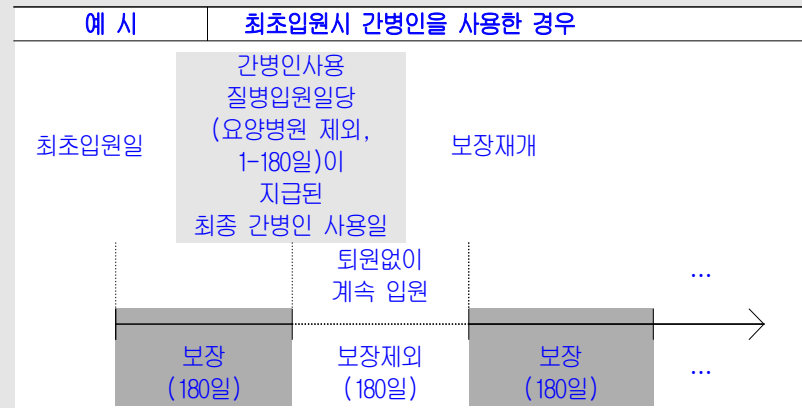 예 시
최초입원시 간병인을 사용한 경우
최초입원일
간병인사용
질병입원일당
(요양병원 제외,
1-180일)이
지급된
최종 간병인 사용일
보장재개
퇴원없이
계속 입원
...
보장
(180일)
보장제외
(180일)
보장
(180일)
...